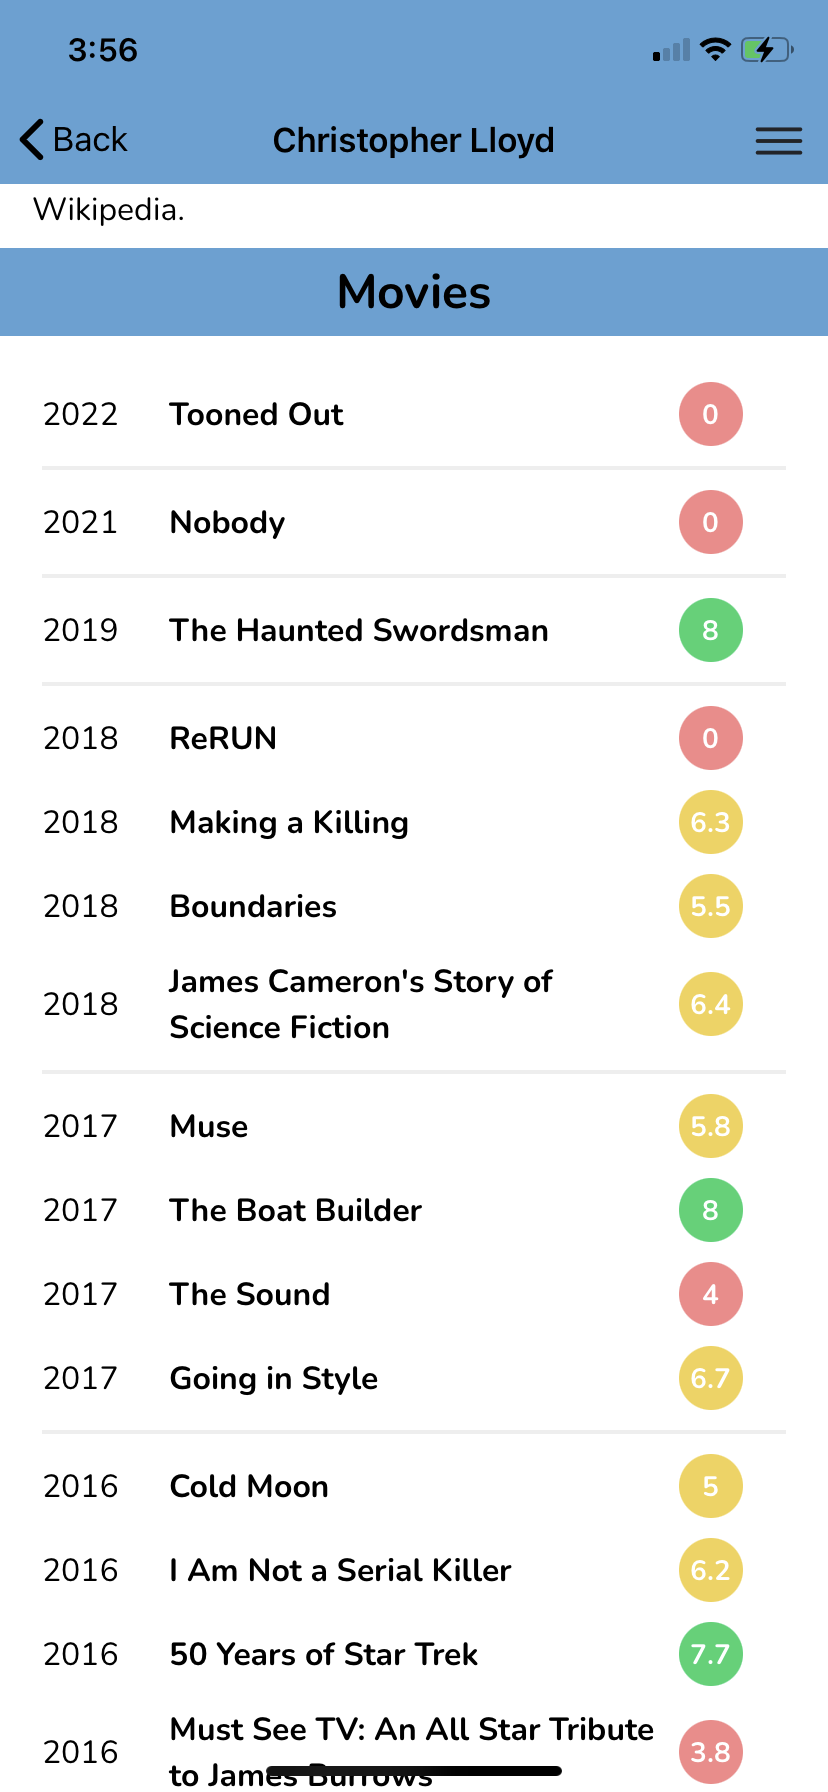 3:56
Back Christopher Lloyd
Wikipedia.
Movies
2022 Tooned Out 0
2021 Nobody 0
2019 The Haunted Swordsman 8
2018 ReRUN 0
2018 Making a Killing 6.3
2018 Boundaries 5.5
2018 James Cameron's Story of
Science Fiction 6.4
2017 Muse 5.8
2017 The Boat Builder 8
2017 The Sound 4
2017 Going in Style 6.7
2016 Cold Moon 5
2016 I Am Not a Serial Killer 6.2
2016 50 Years of Star Trek 7.7
2016 Must See TV: An All Star Tribute
to James Burrows 3.8